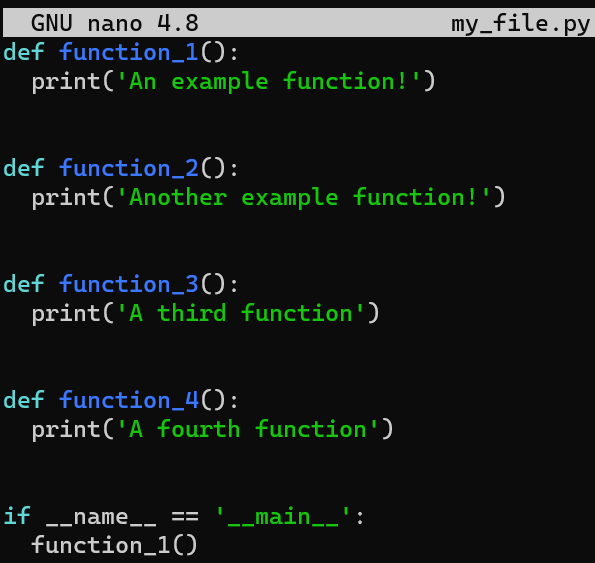 GNU nano 4.8 my_file.py
def function_1():
  print('An example function!')
def function_2():
  print('Another example function!')
def function_3():
  print('A third function')
def function_4():
  print('A fourth function')
if __name__ == '__main__':
  function_1()